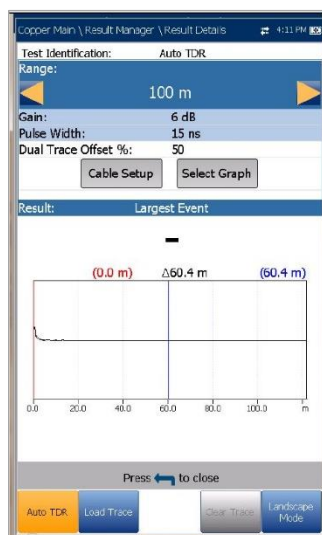 Copper Main \ Result Manager \ Result Details 4:11 PM
Test Identification: Auto TDR
Range:
100 m
Gain: 6 dB
Pulse Width: 15 ns
Dual Trace Offset %: 50
Cable Setup Select Graph
Result: Largest Event
-
(0.0 m) Δ60.4 m (60.4 m)
0.0 20.0 40.0 60.0 80.0 100.0 m
Press to close
Auto TDR Load Trace Clear Trace Landscape
Mode